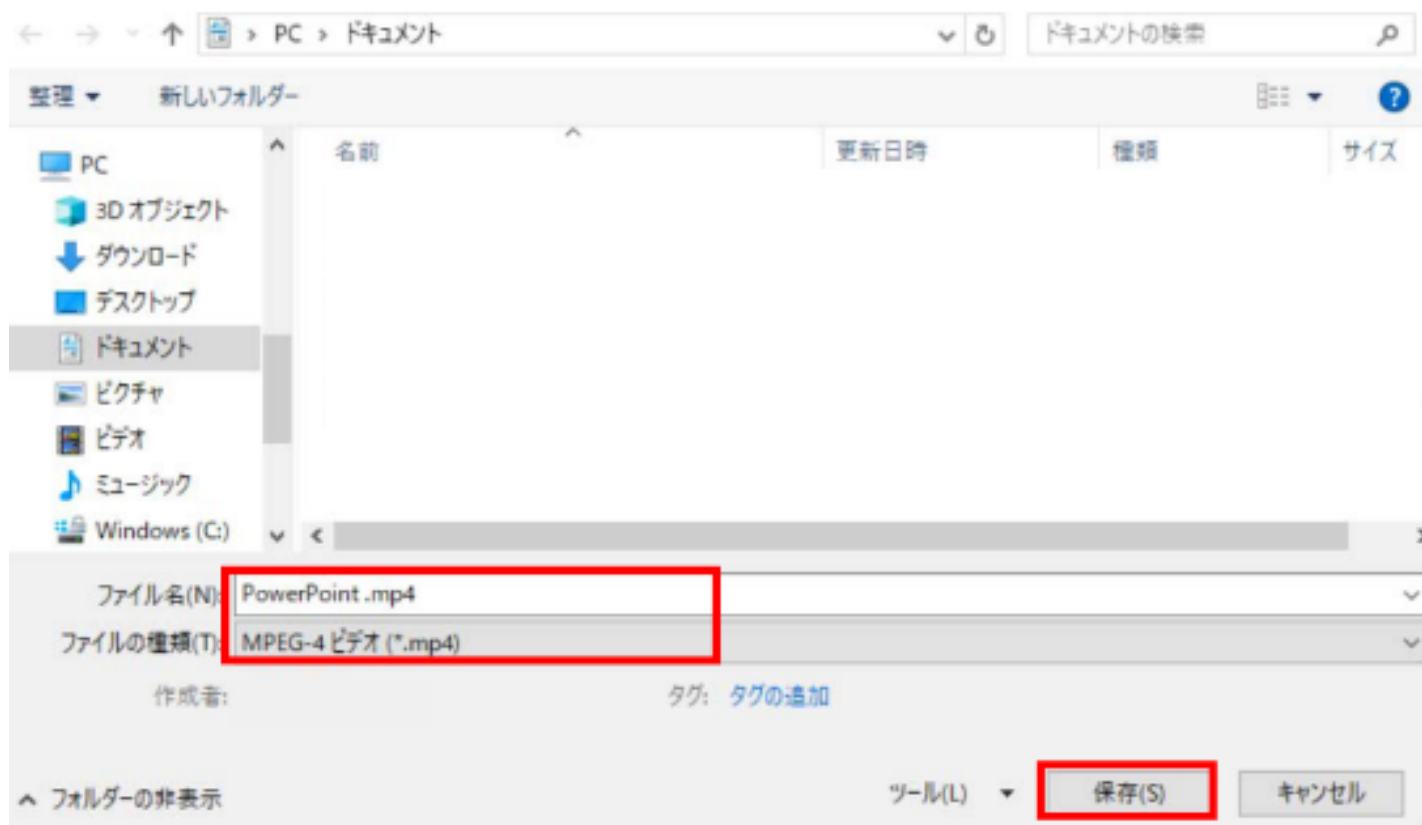 PC › ドキュメント
ドキュメントの検索
整理
新しいフォルダー
名前
更新日時
種類
サイズ
PC
3D オブジェクト
ダウンロード
デスクトップ
ドキュメント
ピクチャ
ビデオ
ミュージック
Windows (C:)
ファイル名(N): PowerPoint .mp4
ファイルの種類(T): MPEG-4 ビデオ (*.mp4)
作成者:
タグ: タグの追加
フォルダーの非表示
ツール(L)
保存(S)
キャンセル